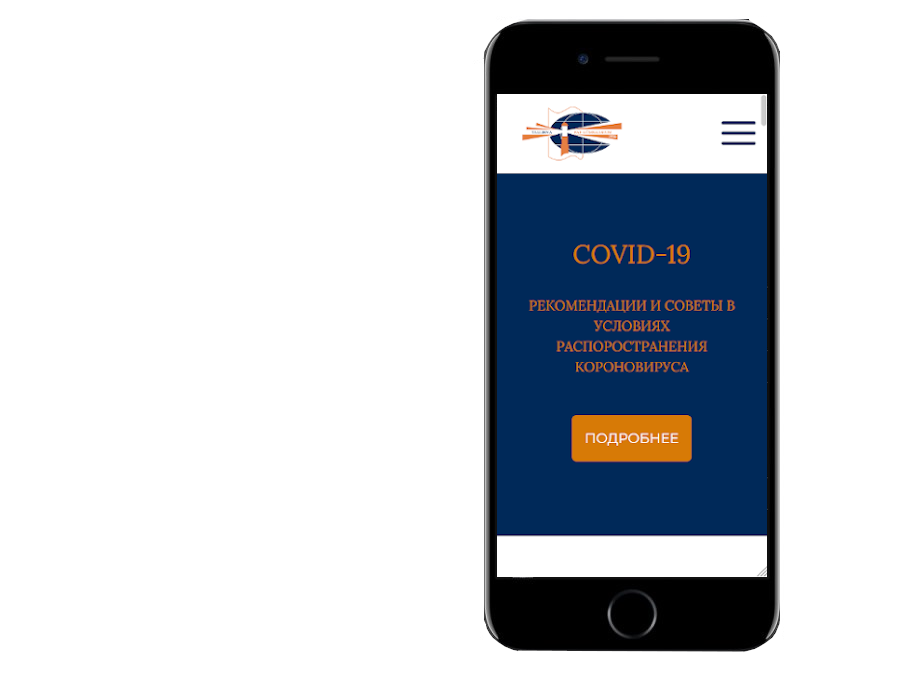 COVID-19
РЕКОМЕНДАЦИИ И СОВЕТЫ В
УСЛОВИЯХ
РАСПОРОСТРАНЕНИЯ
КОРОНОВИРУСА
ПОДРОБНЕЕ